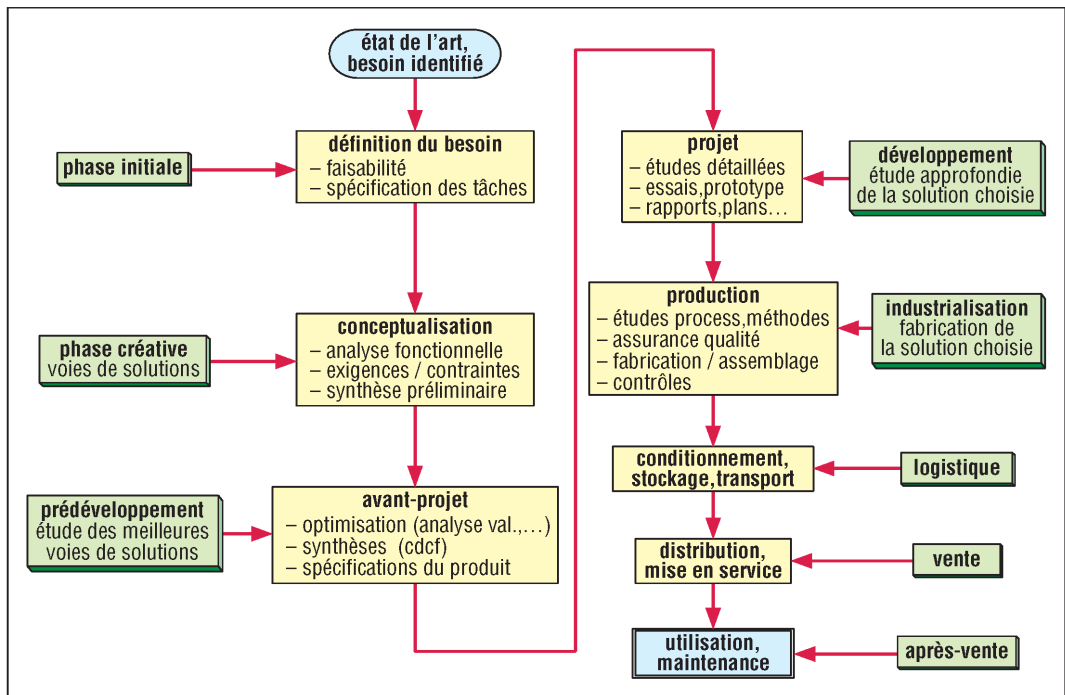 état de l'art,
besoin identifié
phase initiale
définition du besoin
– faisabilité
– spécification des tâches
phase créative
voies de solutions
conceptualisation
– analyse fonctionnelle
– exigences / contraintes
– synthèse préliminaire
prédéveloppement
étude des meilleures
voies de solutions
avant-projet
– optimisation (analyse val.,…)
– synthèses (cdcf)
– spécifications du produit
projet
– études détaillées
– essais,prototype
– rapports,plans…
développement
étude approfondie
de la solution choisie
production
– études process,méthodes
– assurance qualité
– fabrication / assemblage
– contrôles
industrialisation
fabrication de
la solution choisie
conditionnement,
stockage,transport
logistique
distribution,
mise en service
vente
utilisation,
maintenance
après-vente